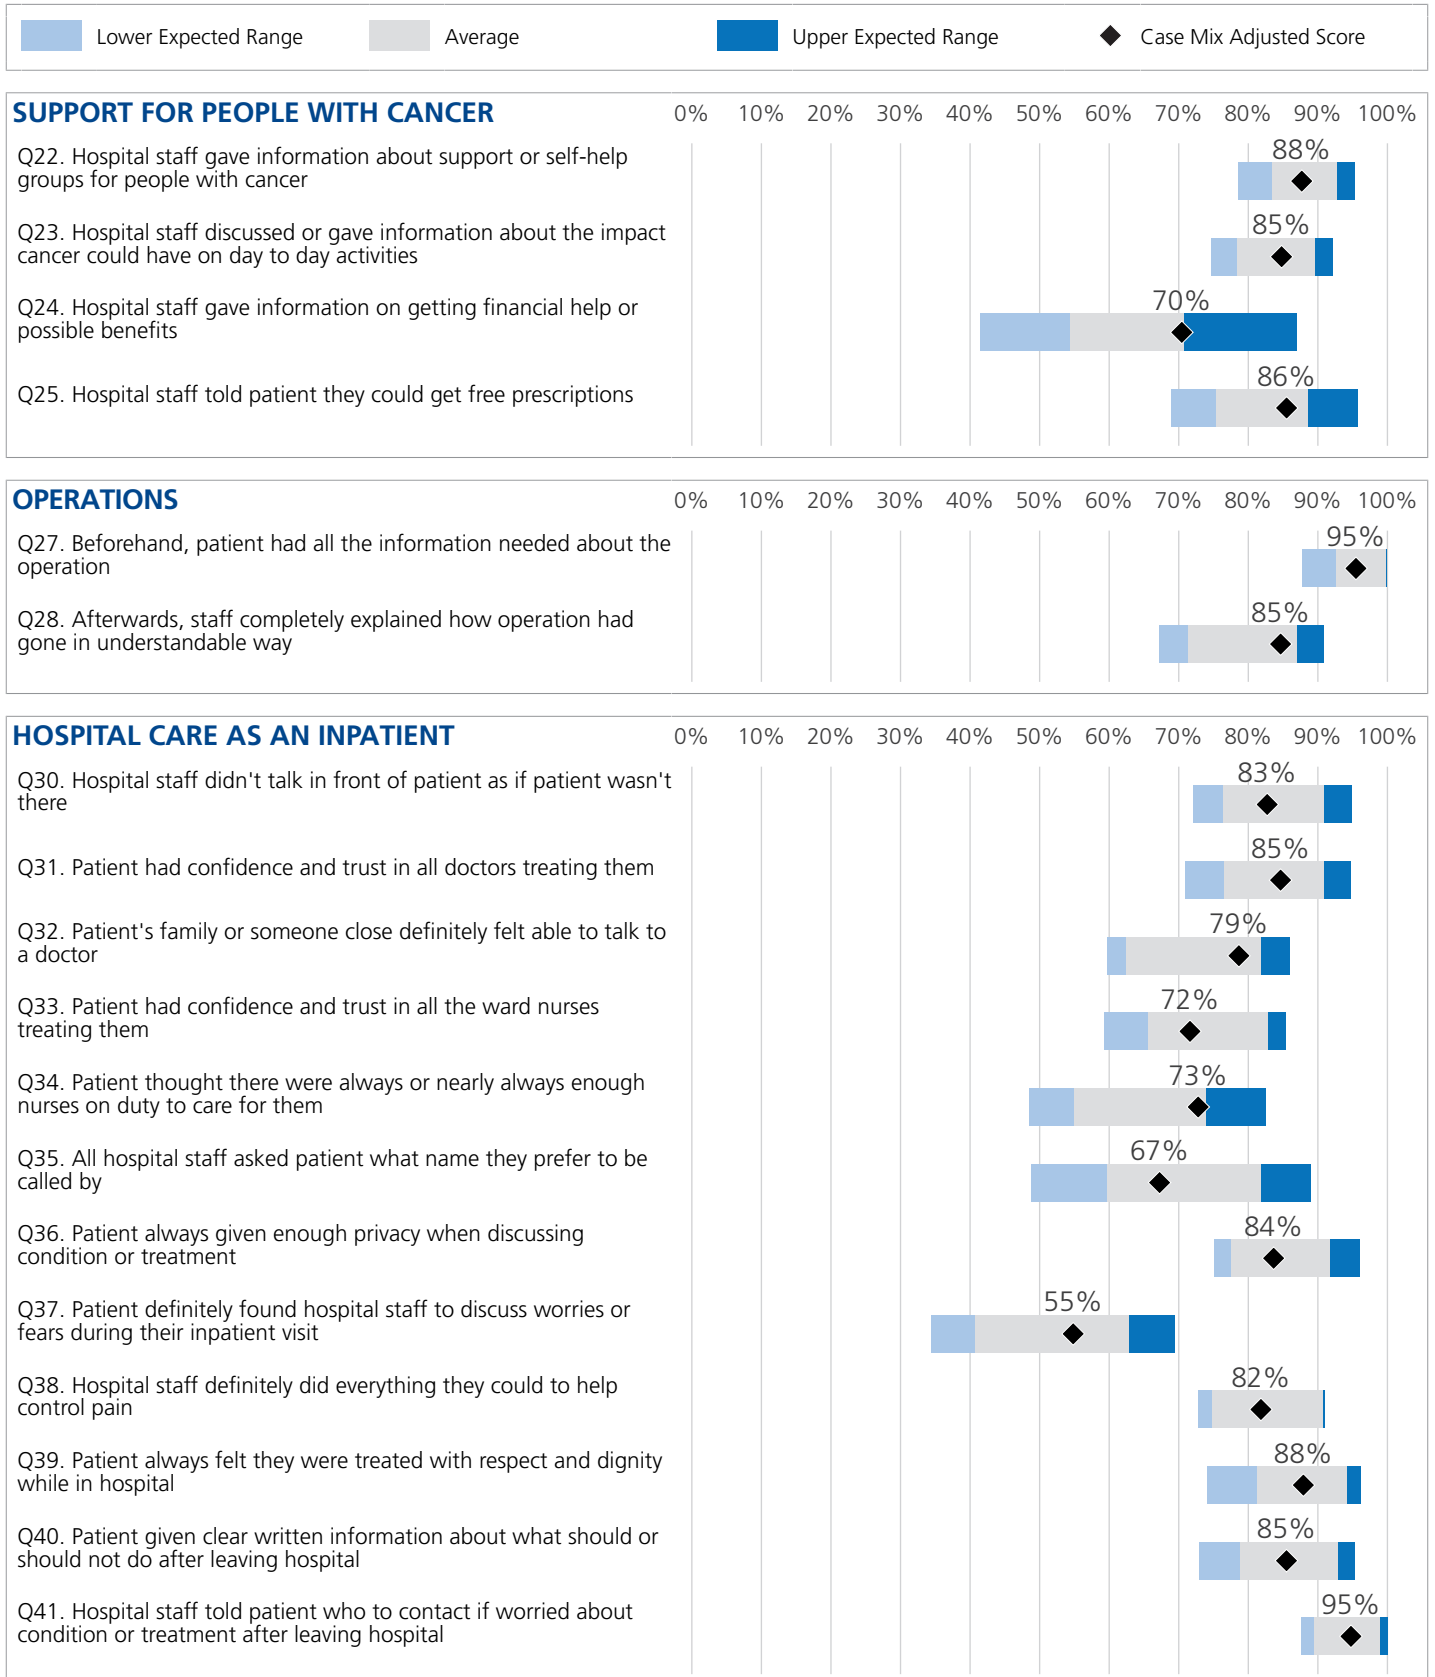 Lower Expected Range Average Upper Expected Range Case Mix Adjusted Score
SUPPORT FOR PEOPLE WITH CANCER 0% 10% 20% 30% 40% 50% 60% 70% 80% 90% 100%
Q22. Hospital staff gave information about support or self-help
groups for people with cancer
88%
Q23. Hospital staff discussed or gave information about the impact
cancer could have on day to day activities
85%
Q24. Hospital staff gave information on getting financial help or
possible benefits
70%
Q25. Hospital staff told patient they could get free prescriptions
86%
OPERATIONS 0% 10% 20% 30% 40% 50% 60% 70% 80% 90% 100%
Q27. Beforehand, patient had all the information needed about the
operation
95%
Q28. Afterwards, staff completely explained how operation had
gone in understandable way
85%
HOSPITAL CARE AS AN INPATIENT 0% 10% 20% 30% 40% 50% 60% 70% 80% 90% 100%
Q30. Hospital staff didn't talk in front of patient as if patient wasn't
there
83%
Q31. Patient had confidence and trust in all doctors treating them
85%
Q32. Patient's family or someone close definitely felt able to talk to
a doctor
79%
Q33. Patient had confidence and trust in all the ward nurses
treating them
72%
Q34. Patient thought there were always or nearly always enough
nurses on duty to care for them
73%
Q35. All hospital staff asked patient what name they prefer to be
called by
67%
Q36. Patient always given enough privacy when discussing
condition or treatment
84%
Q37. Patient definitely found hospital staff to discuss worries or
fears during their inpatient visit
55%
Q38. Hospital staff definitely did everything they could to help
control pain
82%
Q39. Patient always felt they were treated with respect and dignity
while in hospital
88%
Q40. Patient given clear written information about what should or
should not do after leaving hospital
85%
Q41. Hospital staff told patient who to contact if worried about
condition or treatment after leaving hospital
95%